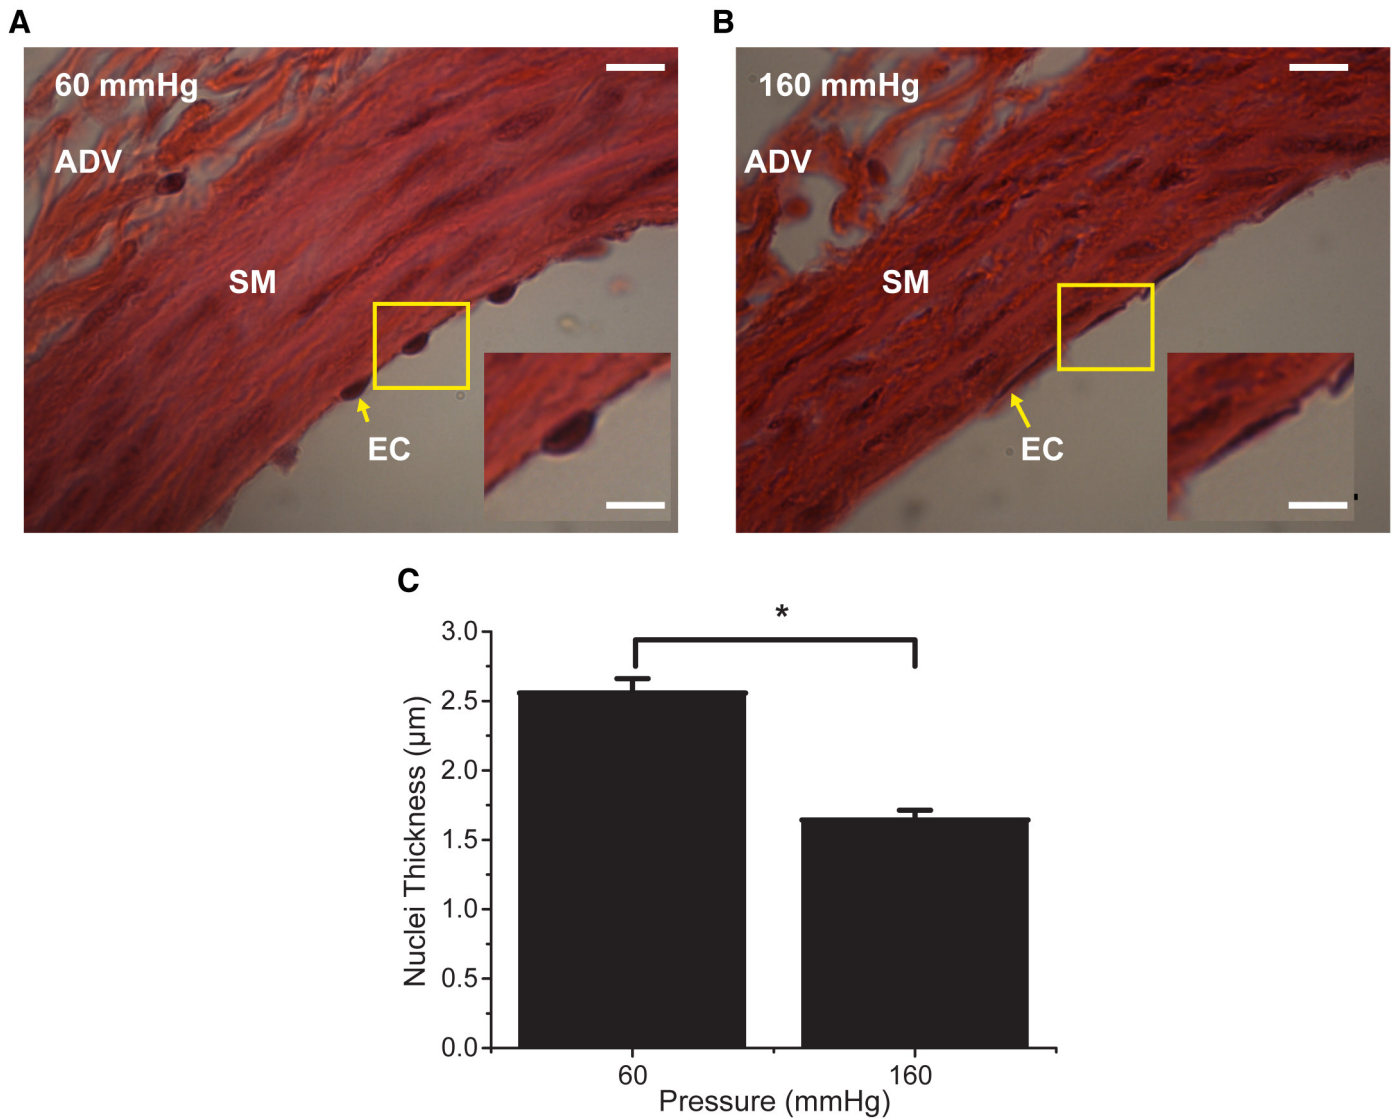 A
60 mmHg
ADV
SM
EC
B
160 mmHg
ADV
SM
EC
C
*
3.0
2.5
2.0
1.5
1.0
0.5
0.0
Nuclei Thickness (µm)
60
160
Pressure (mmHg)